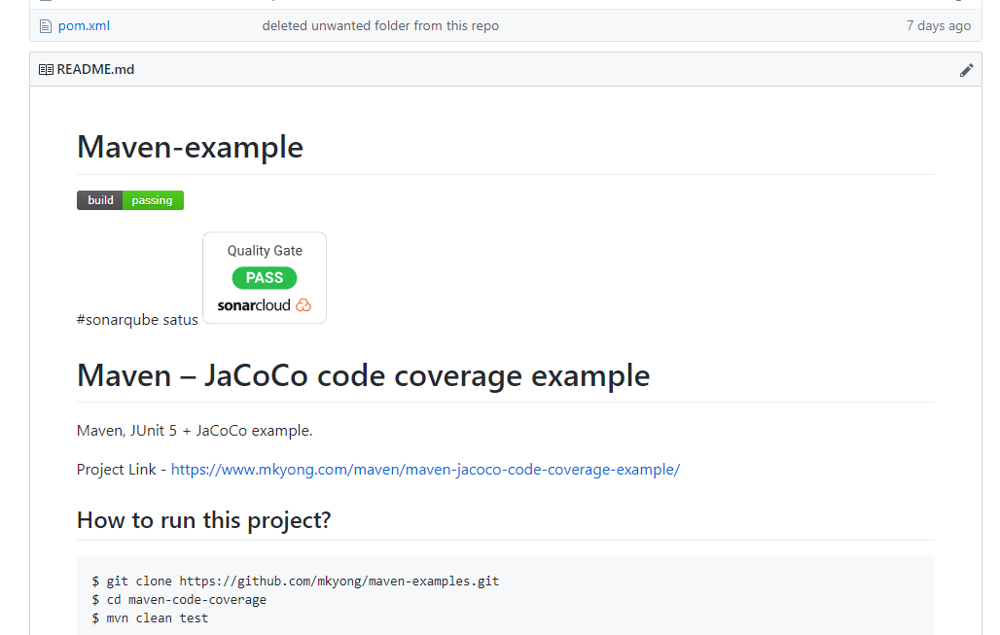 pom.xml deleted unwanted folder from this repo 7 days ago
README.md
Maven-example
build passing
Quality Gate
PASS
sonarcloud
#sonarqube satus
Maven – JaCoCo code coverage example
Maven, JUnit 5 + JaCoCo example.
Project Link - https://www.mkyong.com/maven/maven-jacoco-code-coverage-example/
How to run this project?
$ git clone https://github.com/mkyong/maven-examples.git
$ cd maven-code-coverage
$ mvn clean test